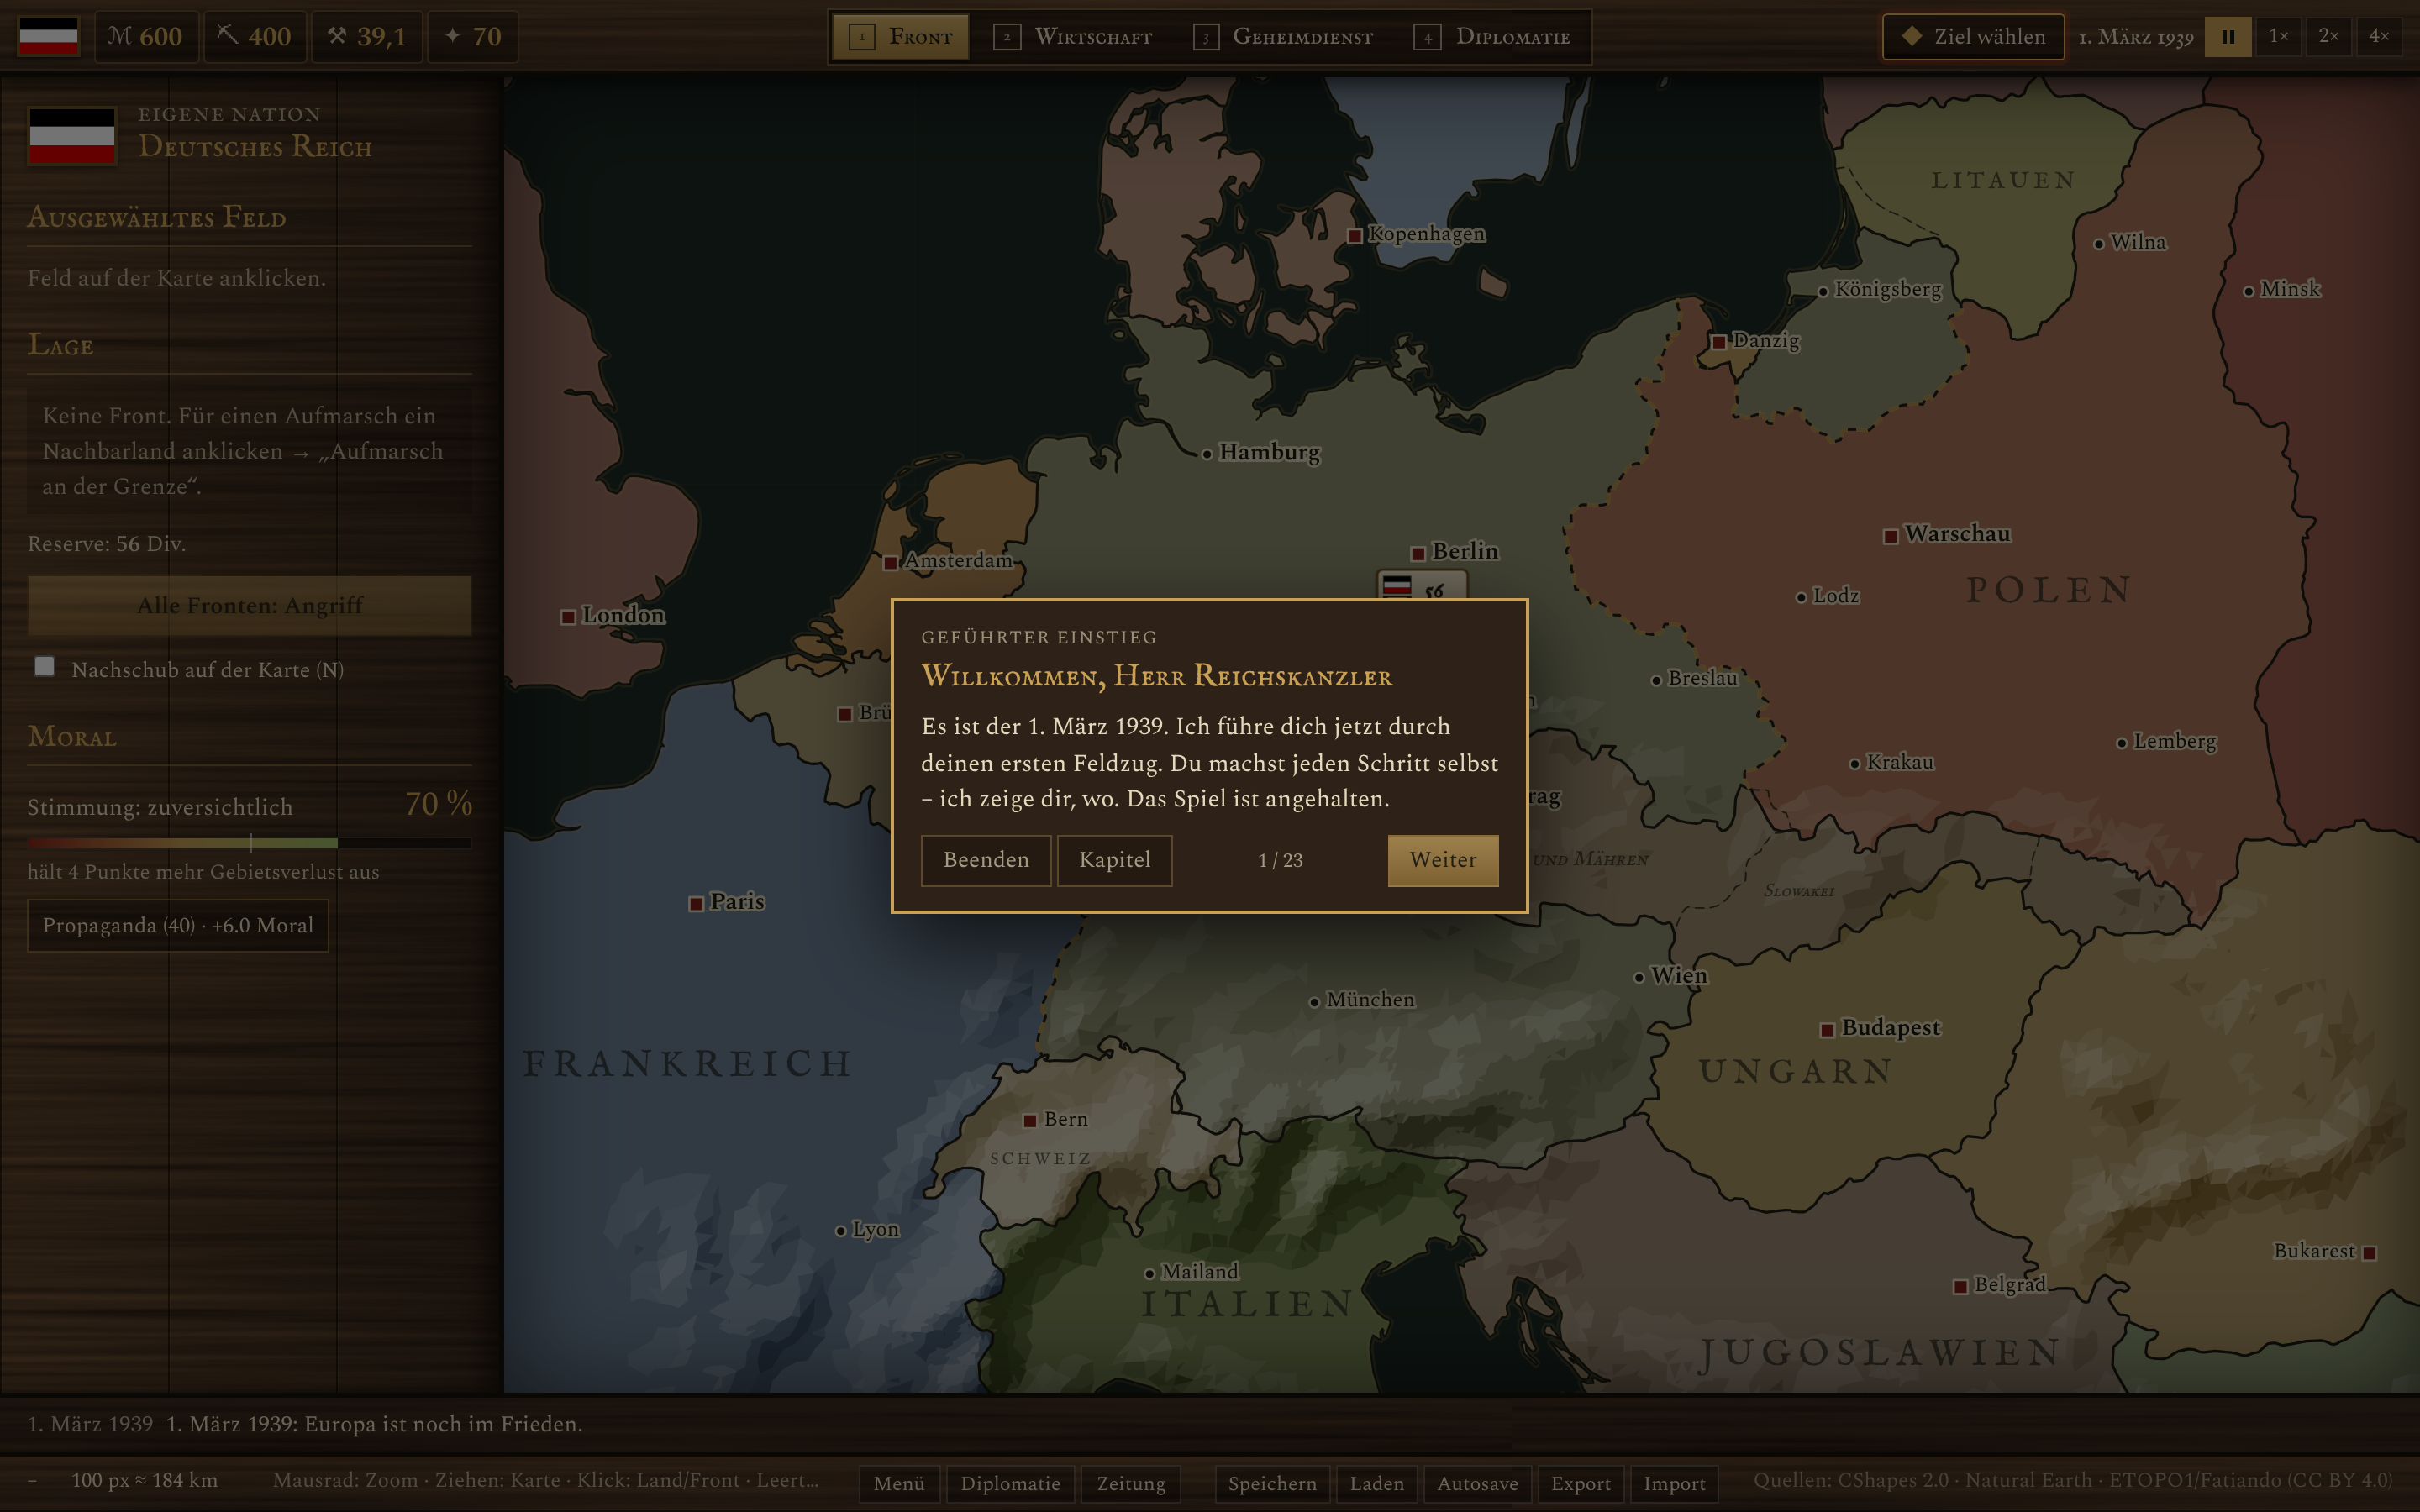 ℳ 600
400
39,1
70
1 Front
2 Wirtschaft
3 Geheimdienst
4 Diplomatie
Ziel wählen
1. März 1939
1×
2×
4×
EIGENE NATION
Deutsches Reich
Ausgewähltes Feld
Feld auf der Karte anklicken.
Lage
Keine Front. Für einen Aufmarsch ein
Nachbarland anklicken → „Aufmarsch
an der Grenze“.
Reserve: 56 Div.
Alle Fronten: Angriff
Nachschub auf der Karte (N)
Moral
Stimmung: zuversichtlich
70 %
hält 4 Punkte mehr Gebietsverlust aus
Propaganda (40) · +6.0 Moral
LITAUEN
Kopenhagen
Wilna
Königsberg
Minsk
Danzig
Hamburg
Warschau
Berlin
Amsterdam
56
POLEN
Lodz
London
Breslau
Brü
Lemberg
Krakau
rag
UND MÄHREN
Slowakei
Paris
Wien
München
Budapest
FRANKREICH
UNGARN
Bern
SCHWEIZ
Lyon
Mailand
Bukarest
Belgrad
ITALIEN
JUGOSLAWIEN
GEFÜHRTER EINSTIEG
Willkommen, Herr Reichskanzler
Es ist der 1. März 1939. Ich führe dich jetzt durch
deinen ersten Feldzug. Du machst jeden Schritt selbst
– ich zeige dir, wo. Das Spiel ist angehalten.
Beenden
Kapitel
1 / 23
Weiter
1. März 1939 1. März 1939: Europa ist noch im Frieden.
–
100 px ≈ 184 km
Mausrad: Zoom · Ziehen: Karte · Klick: Land/Front · Leert...
Menü
Diplomatie
Zeitung
Speichern
Laden
Autosave
Export
Import
Quellen: CShapes 2.0 · Natural Earth · ETOPO1/Fatiando (CC BY 4.0)